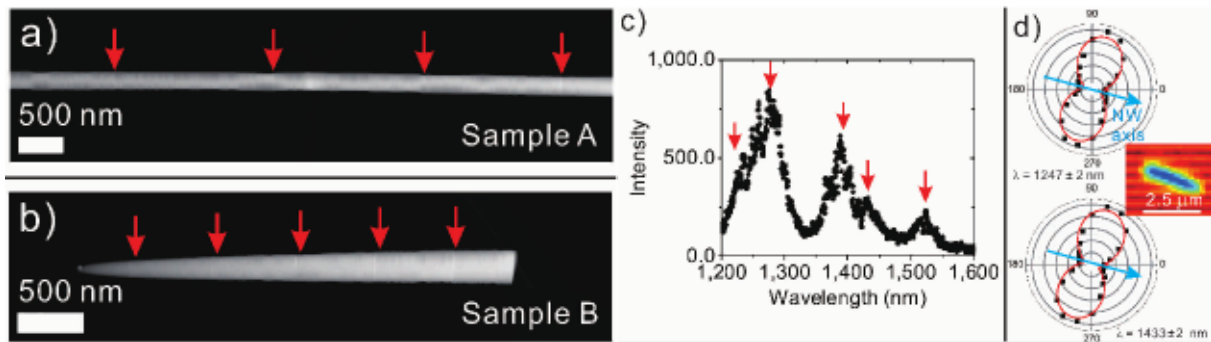 a)
500 nm
Sample A
b)
500 nm
Sample B
c)
1,000.0
500.0
0.0
Intensity
1,200 1,300 1,400 1,500 1,600
Wavelength (nm)
d)
90
180
0
NW
axis
270
λ = 1247±2 nm
2.5 μm
90
180
0
270
λ = 1433±2 nm